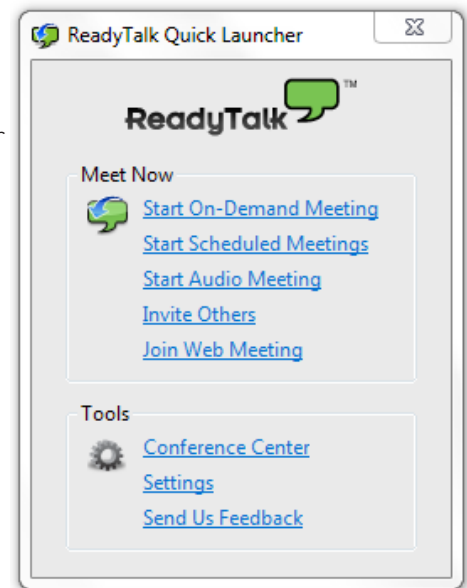 ReadyTalk Quick Launcher
ReadyTalk™
Meet Now
Start On-Demand Meeting
Start Scheduled Meetings
Start Audio Meeting
Invite Others
Join Web Meeting
Tools
Conference Center
Settings
Send Us Feedback